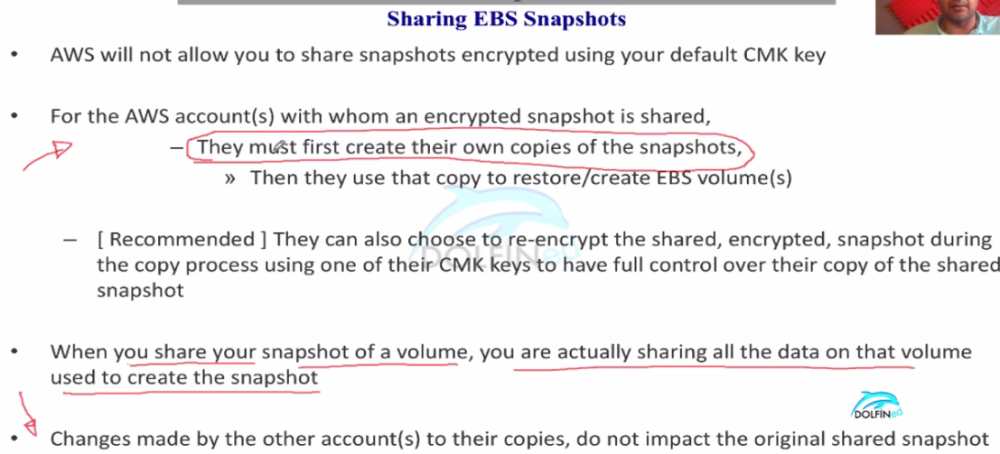 Sharing EBS Snapshots
• AWS will not allow you to share snapshots encrypted using your default CMK key
• For the AWS account(s) with whom an encrypted snapshot is shared,
– They must first create their own copies of the snapshots,
» Then they use that copy to restore/create EBS volume(s)
– [ Recommended ] They can also choose to re-encrypt the shared, encrypted, snapshot during
the copy process using one of their CMK keys to have full control over their copy of the shared
snapshot
DOLFINed
• When you share your snapshot of a volume, you are actually sharing all the data on that volume
used to create the snapshot
DOLFINed
• Changes made by the other account(s) to their copies, do not impact the original shared snapshot